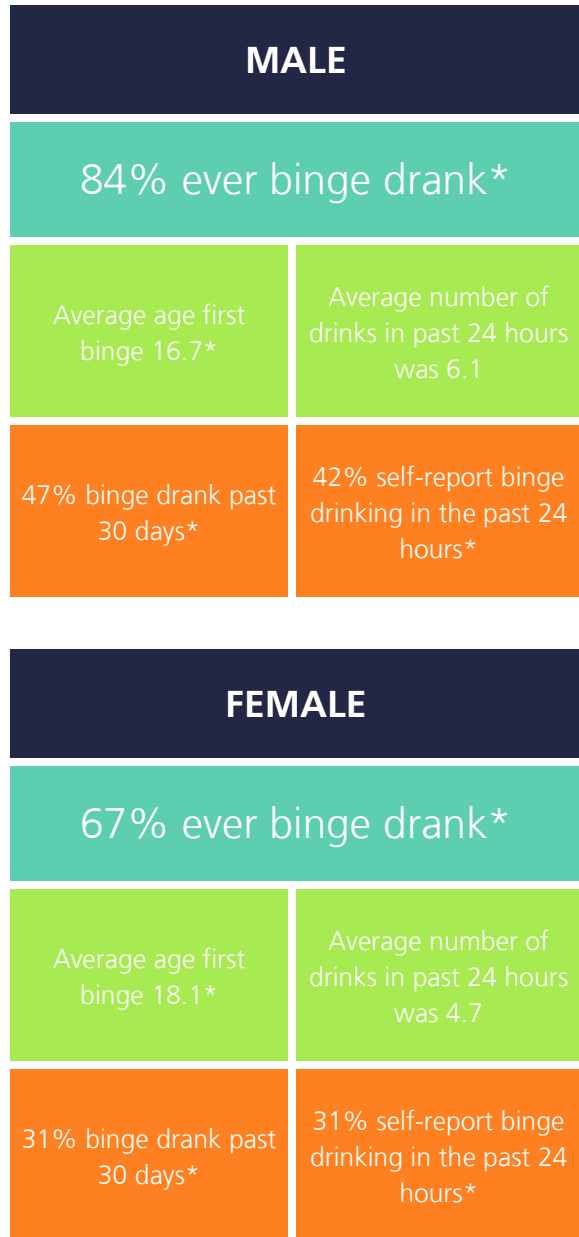 MALE
84% ever binge drank*
Average age first
binge 16.7*
Average number of
drinks in past 24 hours
was 6.1
47% binge drank past
30 days*
42% self-report binge
drinking in the past 24
hours*
FEMALE
67% ever binge drank*
Average age first
binge 18.1*
Average number of
drinks in past 24 hours
was 4.7
31% binge drank past
30 days*
31% self-report binge
drinking in the past 24
hours*